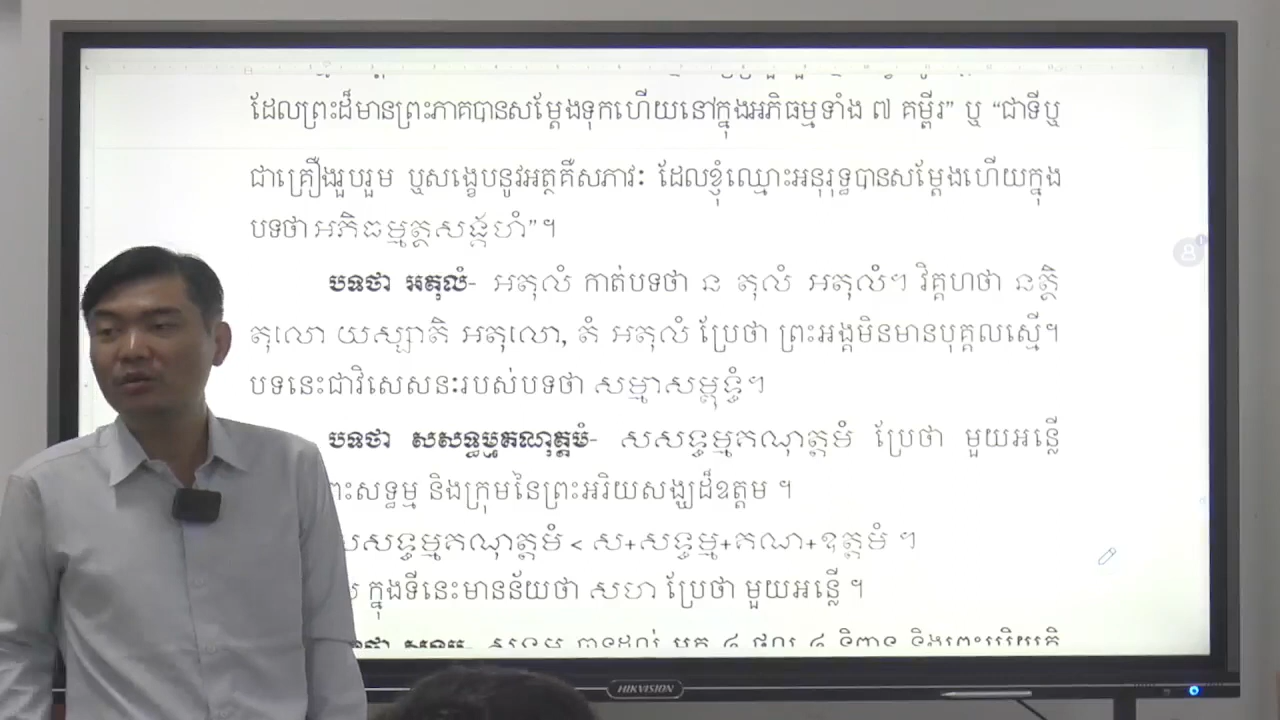 ដែលព្រះដ៏មានព្រះភាគបានសម្ដែងទុកហើយនៅក្នុងអភិធម្មទាំង ៧ គម្ពីរ” ឬ “ជាទីឬ
ជាគ្រឿងរួបរួម ឬសង្ខេបនូវអត្ថគឺសភាវៈ ដែលខ្ញុំឈ្មោះអនុរុទ្ធបានសម្ដែងហើយក្នុង
បទថា អភិធម្មត្ថសង្គហំ”។
បទថា អតុលំ- អតុលំ កាត់បទថា ន តុលំ អតុលំ។ វិគ្គហថា នត្ថិ
តុលោ យស្សាតិ អតុលោ, តំ អតុលំ ប្រែថា ព្រះអង្គមិនមានបុគ្គលស្មើ។
បទនេះជាវិសេសនៈរបស់បទថា សម្មាសម្ពុទ្ធំ។
បទថា សសទ្ធម្មគណុត្តមំ- សសទ្ធម្មគណុត្តមំ ប្រែថា មួយអន្លើ
សទ្ធម្ម និងក្រុមនៃព្រះអរិយសង្ឃដ៏ឧត្តម ។
សទ្ធម្មគណុត្តមំ < ស+សទ្ធម្ម+គណ+ឧត្តមំ ។
ក្នុងទីនេះមានន័យថា សហ ប្រែថា មួយអន្លើ ។
HIKVISION